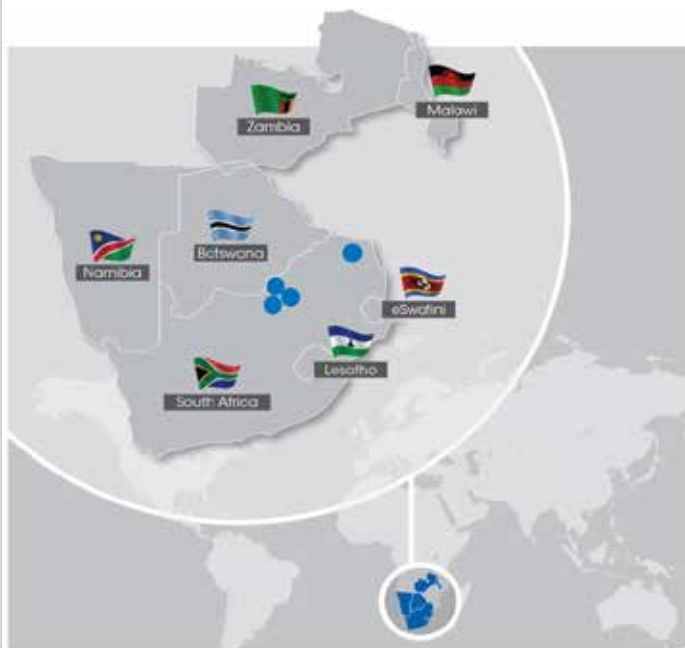 Malawi
Zambia
Botswana
Namibia
eSwatini
Lesotho
South Africa